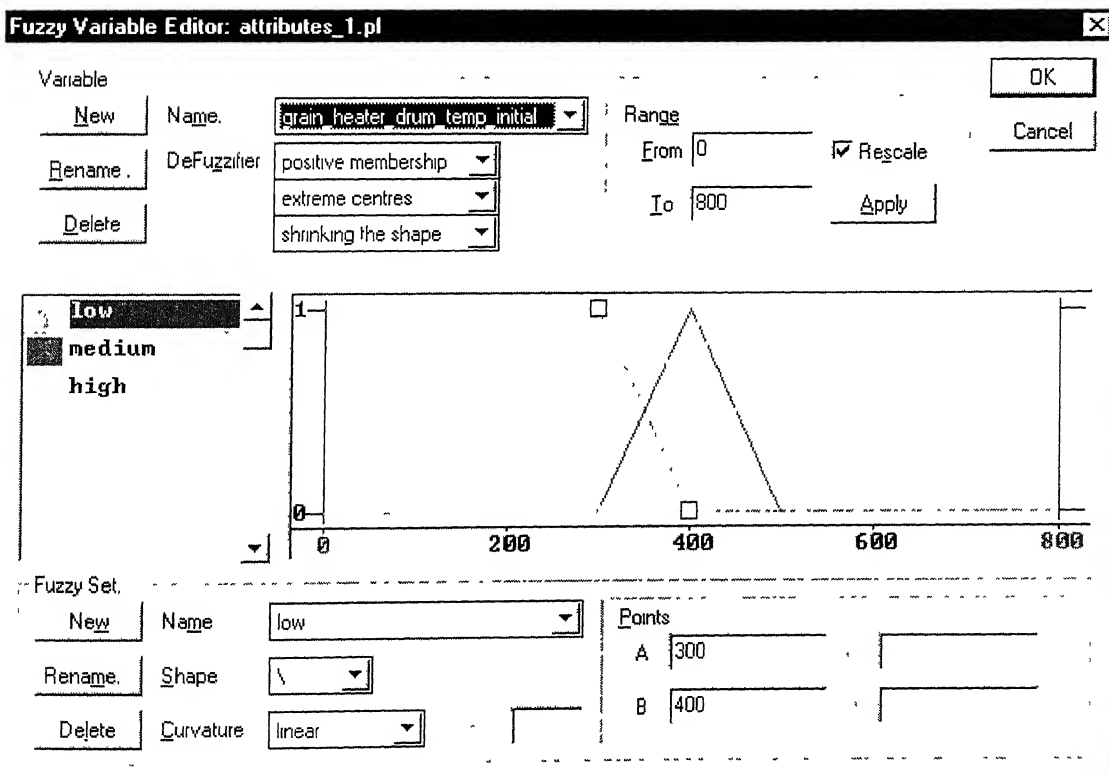 Fuzzy Variable Editor: attributes_1.pl
Variable
New Name. grain_heater_drum_temp_initial
Rename . DeFuzzifier positive membership
extreme centres
Delete shrinking the shape
Range
From 0 Rescale
To 800 Apply
OK
Cancel
low
medium
high
1
0
0 200 400 600 800
Fuzzy Set.
New Name low
Rename. Shape \
Delete Curvature linear
Points
A 300
B 400